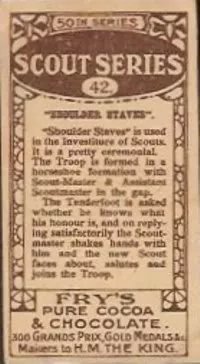 50 IN SERIES
SCOUT SERIES
42.
"SHOULDER STAVES".
"Shoulder Staves" is used
in the Investiture of Scouts.
It is a pretty ceremonial.
The Troop is formed in a
horseshoe formation with
Scout-Master & Assistant
Scoutmaster in the gap.
The Tenderfoot is asked
whether he knows what
his honour is, and on reply-
ing satisfactorily the Scout-
master shakes hands with
him and the new Scout
faces about, salutes and
joins the Troop.
FRY'S
PURE COCOA
& CHOCOLATE.
300 GRANDS PRIX, GOLD MEDALS &c.
Makers to H.M. THE KING.